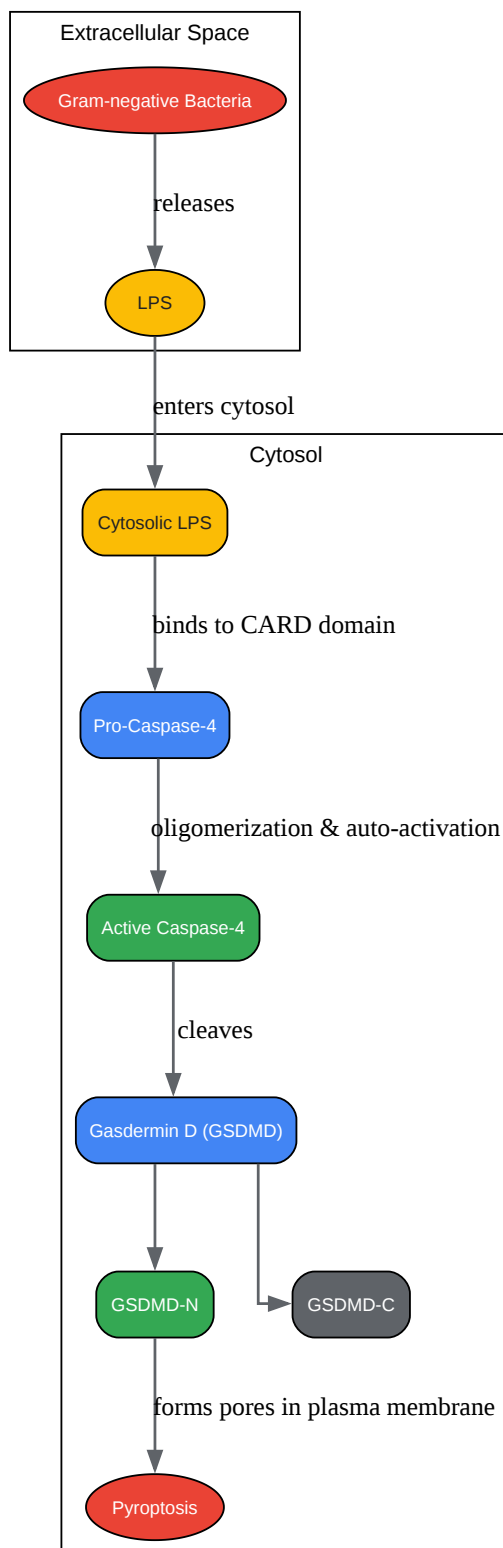 Extracellular Space
Gram-negative Bacteria
releases
LPS
enters cytosol
Cytosol
Cytosolic LPS
binds to CARD domain
Pro-Caspase-4
oligomerization & auto-activation
Active Caspase-4
cleaves
Gasdermin D (GSDMD)
GSDMD-N
GSDMD-C
forms pores in plasma membrane
Pyroptosis